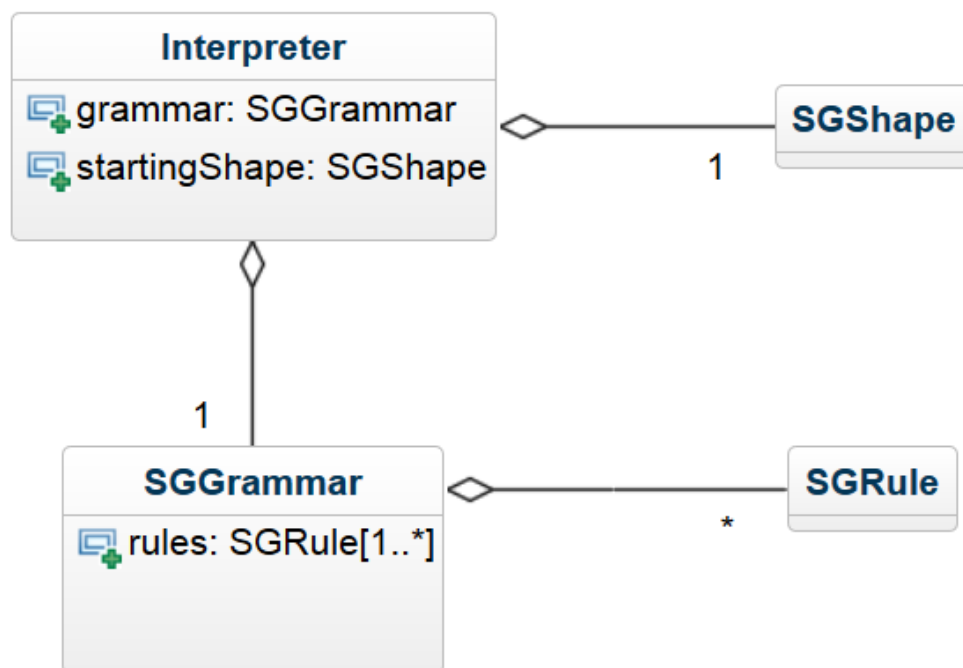 Interpreter
grammar: SGGrammar
startingShape: SGShape
SGShape
1
1
SGGrammar
rules: SGRule[1..*]
SGRule
*